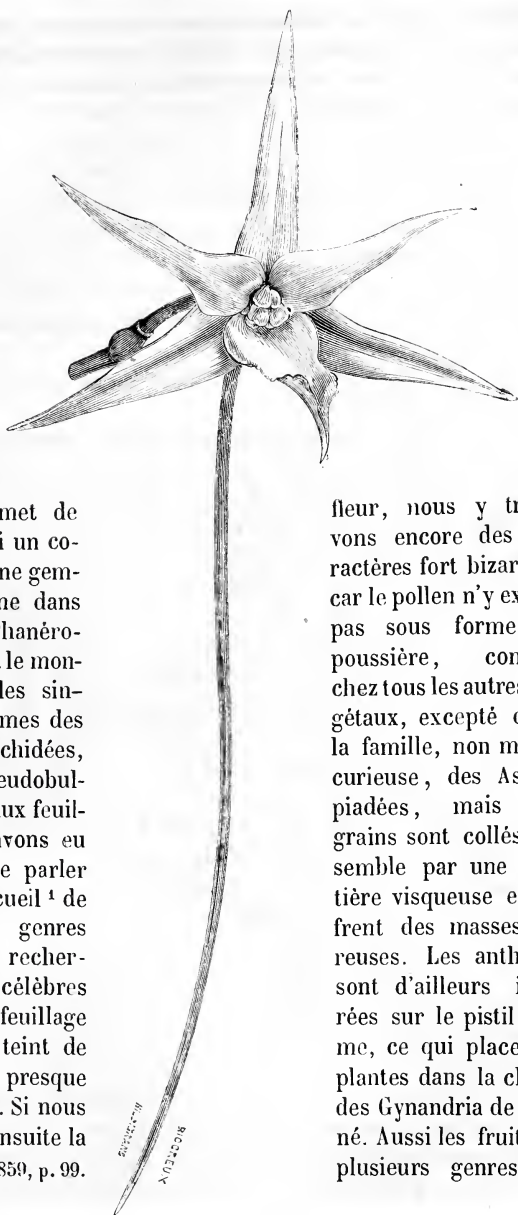 met de
i un co-
ne gem-
ne dans
hanéro-
le mon-
les sin-
mes des
chidées,
eudobul-
ux feuil-
avons eu
e parler
cueil ¹ de
genres
recher-
célèbres
feuillage
teint de
presque
. Si nous
nsuite la
859, p. 99.
fleur, nous y tr
vons encore des
ractères fort bizar
car le pollen n'y ex
pas sous forme
poussière, con
chez tous les autres
gétaux, excepté c
la famille, non m
curieuse, des As
piadées, mais
grains sont collés
semble par une
tière visqueuse e
frent des masses
reuses. Les anth
sont d'ailleurs i
rées sur le pistil
me, ce qui place
plantes dans la cl
des Gynandria de
né. Aussi les fruit
plusieurs genres
RIOCREUX